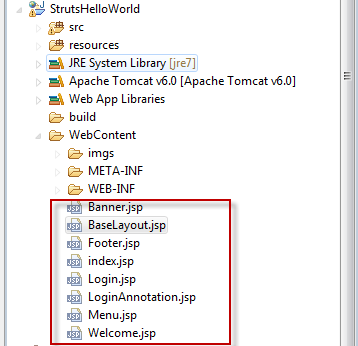 StrutsHelloWorld
src
resources
JRE System Library [jre7]
Apache Tomcat v6.0 [Apache Tomcat v6.0]
Web App Libraries
build
WebContent
imgs
META-INF
WEB-INF
Banner.jsp
BaseLayout.jsp
Footer.jsp
index.jsp
Login.jsp
LoginAnnotation.jsp
Menu.jsp
Welcome.jsp